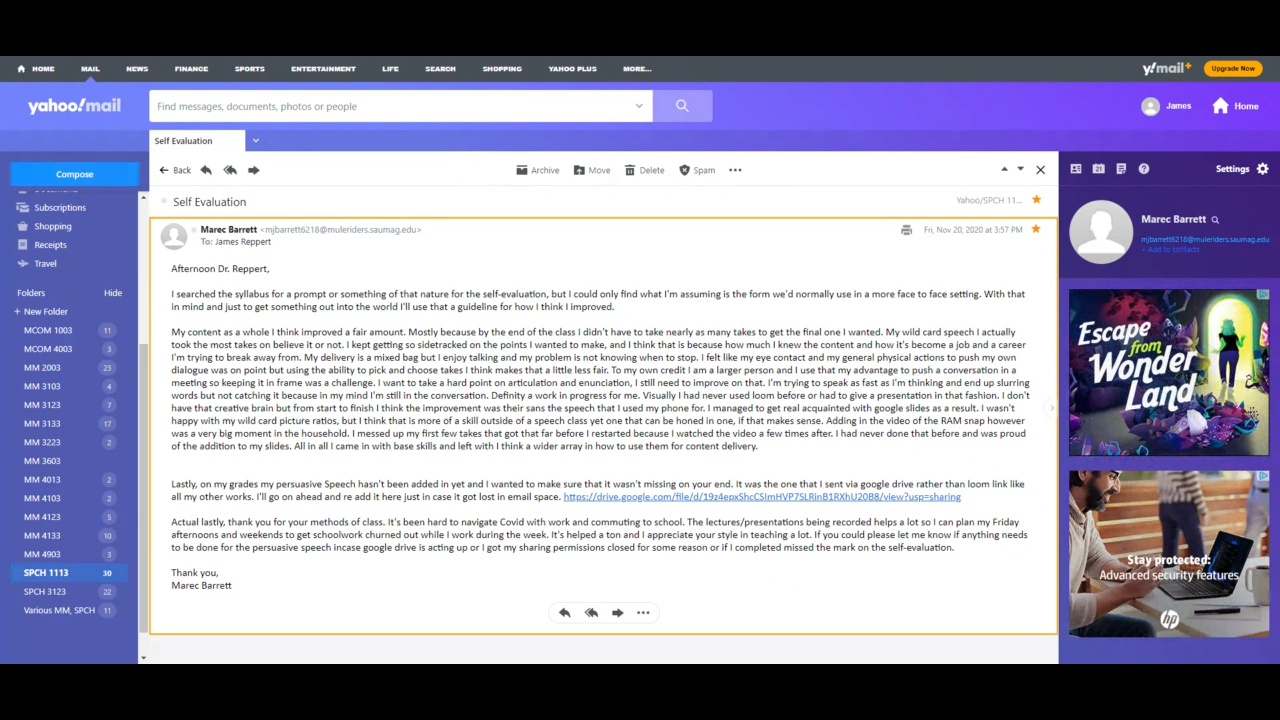 HOME MAIL NEWS FINANCE SPORTS ENTERTAINMENT LIFE SEARCH SHOPPING YAHOO PLUS MORE... y!mail+ Upgrade Now
yahoo!mail Find messages, documents, photos or people James Home
Self Evaluation
Compose Back Archive Move Delete Spam ••• Settings
Subscriptions
Shopping
Receipts
Travel
Folders Hide
+ New Folder
MCOM 1003 11
MCOM 4003 3
MM 2003 23
MM 3103 4
MM 3123 7
MM 3133 17
MM 3223 2
MM 3603
MM 4013 2
MM 4103 2
MM 4123 5
MM 4133 10
MM 4903 3
SPCH 1113 30
SPCH 3123 22
Various MM, SPCH 11
Self Evaluation Yahoo/SPCH 11...
Marec Barrett <mjbarrett6218@muleriders.saumag.edu> Fri, Nov 20, 2020 at 3:57 PM
To: James Reppert
Afternoon Dr. Reppert,
I searched the syllabus for a prompt or something of that nature for the self-evaluation, but I could only find what I'm assuming is the form we'd normally use in a more face to face setting. With that
in mind and just to get something out into the world I'll use that a guideline for how I think I improved.
My content as a whole I think improved a fair amount. Mostly because by the end of the class I didn't have to take nearly as many takes to get the final one I wanted. My wild card speech I actually
took the most takes on believe it or not. I kept getting so sidetracked on the points I wanted to make, and I think that is because how much I knew the content and how it's become a job and a career
I'm trying to break away from. My delivery is a mixed bag but I enjoy talking and my problem is not knowing when to stop. I felt like my eye contact and my general physical actions to push my own
dialogue was on point but using the ability to pick and choose takes I think makes that a little less fair. To my own credit I am a larger person and I use that my advantage to push a conversation in a
meeting so keeping it in frame was a challenge. I want to take a hard point on articulation and enunciation, I still need to improve on that. I'm trying to speak as fast as I'm thinking and end up slurring
words but not catching it because in my mind I'm still in the conversation. Definity a work in progress for me. Visually I had never used loom before or had to give a presentation in that fashion. I don't
have that creative brain but from start to finish I think the improvement was their sans the speech that I used my phone for. I managed to get real acquainted with google slides as a result. I wasn't
happy with my wild card picture ratios, but I think that is more of a skill outside of a speech class yet one that can be honed in one, if that makes sense. Adding in the video of the RAM snap however
was a very big moment in the household. I messed up my first few takes that got that far before I restarted because I watched the video a few times after. I had never done that before and was proud
of the addition to my slides. All in all I came in with base skills and left with I think a wider array in how to use them for content delivery.
Lastly, on my grades my persuasive Speech hasn't been added in yet and I wanted to make sure that it wasn't missing on your end. It was the one that I sent via google drive rather than loom link like
all my other works. I'll go on ahead and re add it here just in case it got lost in email space. https://drive.google.com/file/d/19z4epxShcCSImHVP7SLRinB1RXhU20B8/view?usp=sharing
Actual lastly, thank you for your methods of class. It's been hard to navigate Covid with work and commuting to school. The lectures/presentations being recorded helps a lot so I can plan my Friday
afternoons and weekends to get schoolwork churned out while I work during the week. It's helped a ton and I appreciate your style in teaching a lot. If you could please let me know if anything needs
to be done for the persuasive speech incase google drive is acting up or I got my sharing permissions closed for some reason or if I completed missed the mark on the self-evaluation.
Thank you,
Marec Barrett
Marec Barrett
mjbarrett6218@muleriders.saumag.edu
+ Add to contacts
Escape
from
Wonder
Land
Stay protected:
Advanced security features
hp